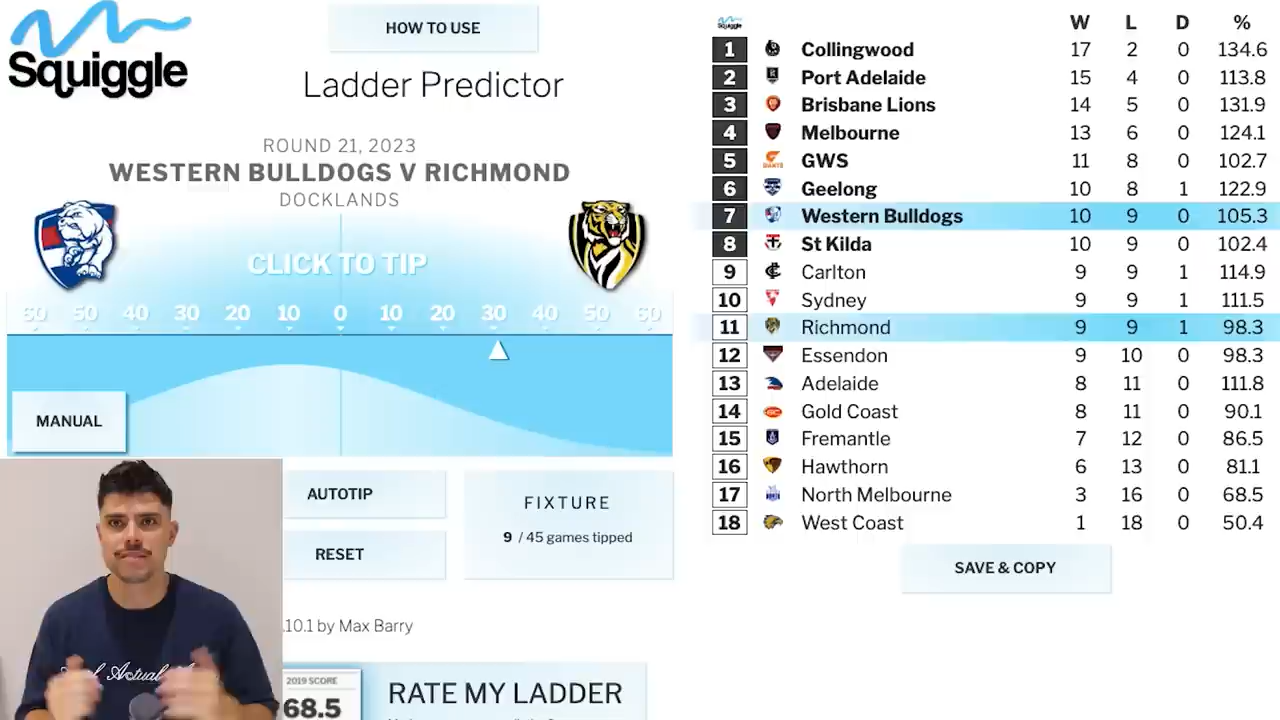 Squiggle
HOW TO USE
Ladder Predictor
ROUND 21, 2023
WESTERN BULLDOGS V RICHMOND
DOCKLANDS
CLICK TO TIP
60 50 40 30 20 10 0 10 20 30 40 50 60
MANUAL
AUTOTIP
RESET
FIXTURE
9 / 45 games tipped
.10.1 by Max Barry
2019 SCORE
68.5
RATE MY LADDER
Actual
Squiggle W L D %
1 Collingwood 17 2 0 134.6
2 Port Adelaide 15 4 0 113.8
3 Brisbane Lions 14 5 0 131.9
4 Melbourne 13 6 0 124.1
5 GWS 11 8 0 102.7
6 Geelong 10 8 1 122.9
7 Western Bulldogs 10 9 0 105.3
8 St Kilda 10 9 0 102.4
9 Carlton 9 9 1 114.9
10 Sydney 9 9 1 111.5
11 Richmond 9 9 1 98.3
12 Essendon 9 10 0 98.3
13 Adelaide 8 11 0 111.8
14 Gold Coast 8 11 0 90.1
15 Fremantle 7 12 0 86.5
16 Hawthorn 6 13 0 81.1
17 North Melbourne 3 16 0 68.5
18 West Coast 1 18 0 50.4
SAVE & COPY